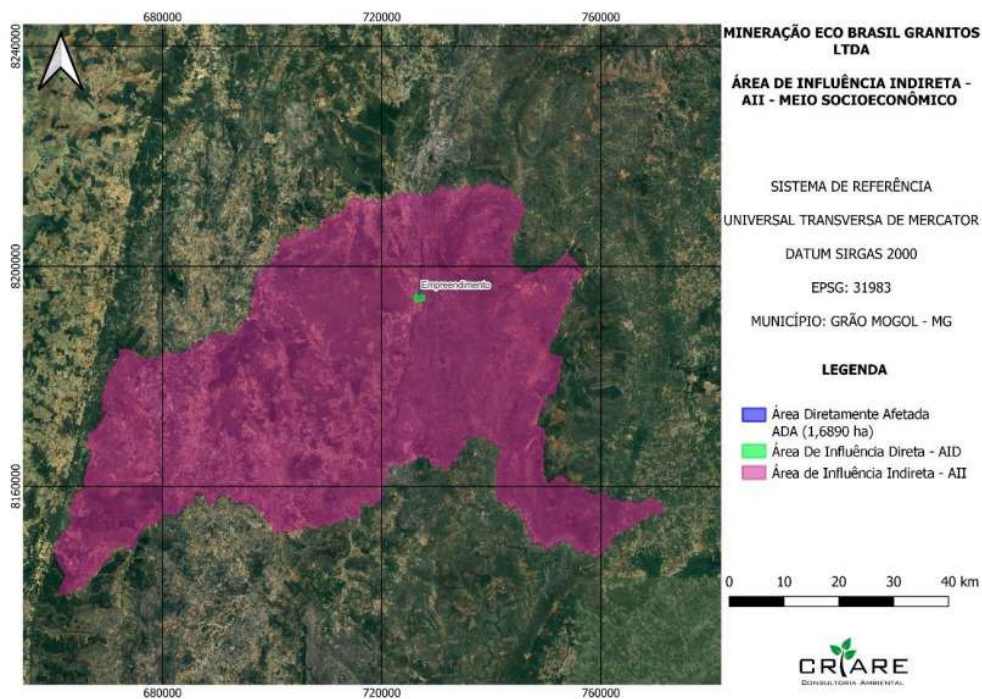 680000 720000 760000
8240000
8200000
8160000
Empreendimento
680000 720000 760000
MINERAÇÃO ECO BRASIL GRANITOS
LTDA
ÁREA DE INFLUÊNCIA INDIRETA -
AII - MEIO SOCIOECONÔMICO
SISTEMA DE REFERÊNCIA
UNIVERSAL TRANSVERSA DE MERCATOR
DATUM SIRGAS 2000
EPSG: 31983
MUNICÍPIO: GRÃO MOGOL - MG
LEGENDA
Área Diretamente Afetada
ADA (1,6890 ha)
Área De Influência Direta - AID
Área de Influência Indireta - AII
0 10 20 30 40 km
CRIARE
CONSULTORIA AMBIENTAL